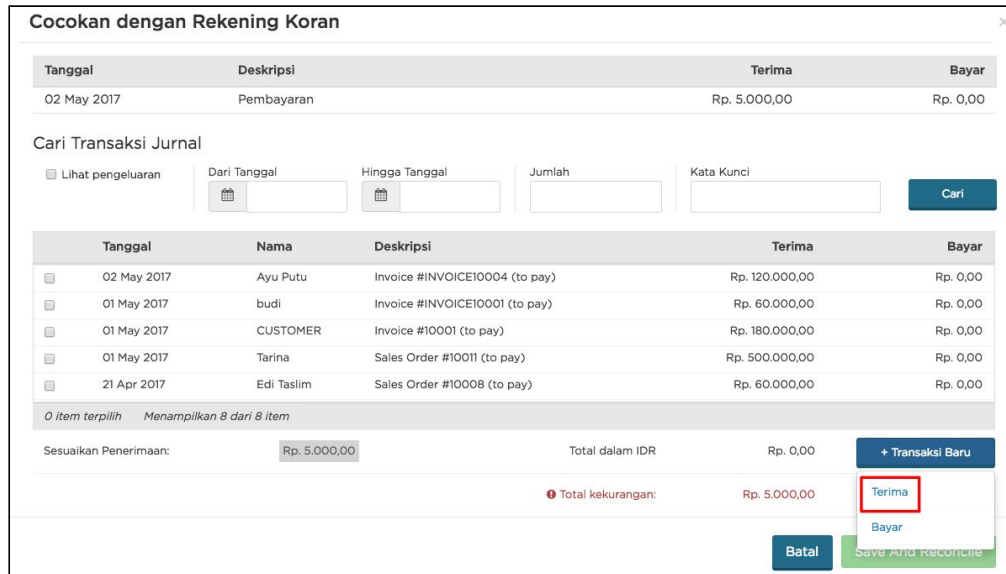 Cocokan dengan Rekening Koran ×
Tanggal Deskripsi Terima Bayar
02 May 2017 Pembayaran Rp. 5.000,00 Rp. 0,00
Cari Transaksi Jurnal
Lihat pengeluaran Dari Tanggal Hingga Tanggal Jumlah Kata Kunci
Cari
Tanggal Nama Deskripsi Terima Bayar
02 May 2017 Ayu Putu Invoice #INVOICE10004 (to pay) Rp. 120.000,00 Rp. 0,00
01 May 2017 budi Invoice #INVOICE10001 (to pay) Rp. 60.000,00 Rp. 0,00
01 May 2017 CUSTOMER Invoice #10001 (to pay) Rp. 180.000,00 Rp. 0,00
01 May 2017 Tarina Sales Order #10011 (to pay) Rp. 500.000,00 Rp. 0,00
21 Apr 2017 Edi Taslim Sales Order #10008 (to pay) Rp. 60.000,00 Rp. 0,00
0 item terpilih Menampilkan 8 dari 8 item
Sesuaikan Penerimaan: Rp. 5.000,00 Total dalam IDR Rp. 0,00 + Transaksi Baru
Total kekurangan: Rp. 5.000,00 Terima
Bayar
Batal Save And Reconcile